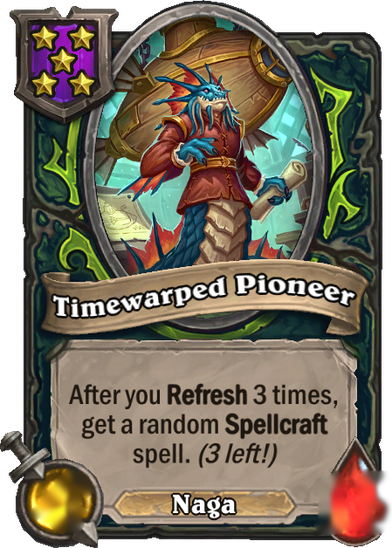 Timewarped Pioneer
After you Refresh 3 times,
get a random Spellcraft
spell. (3 left!)
Naga